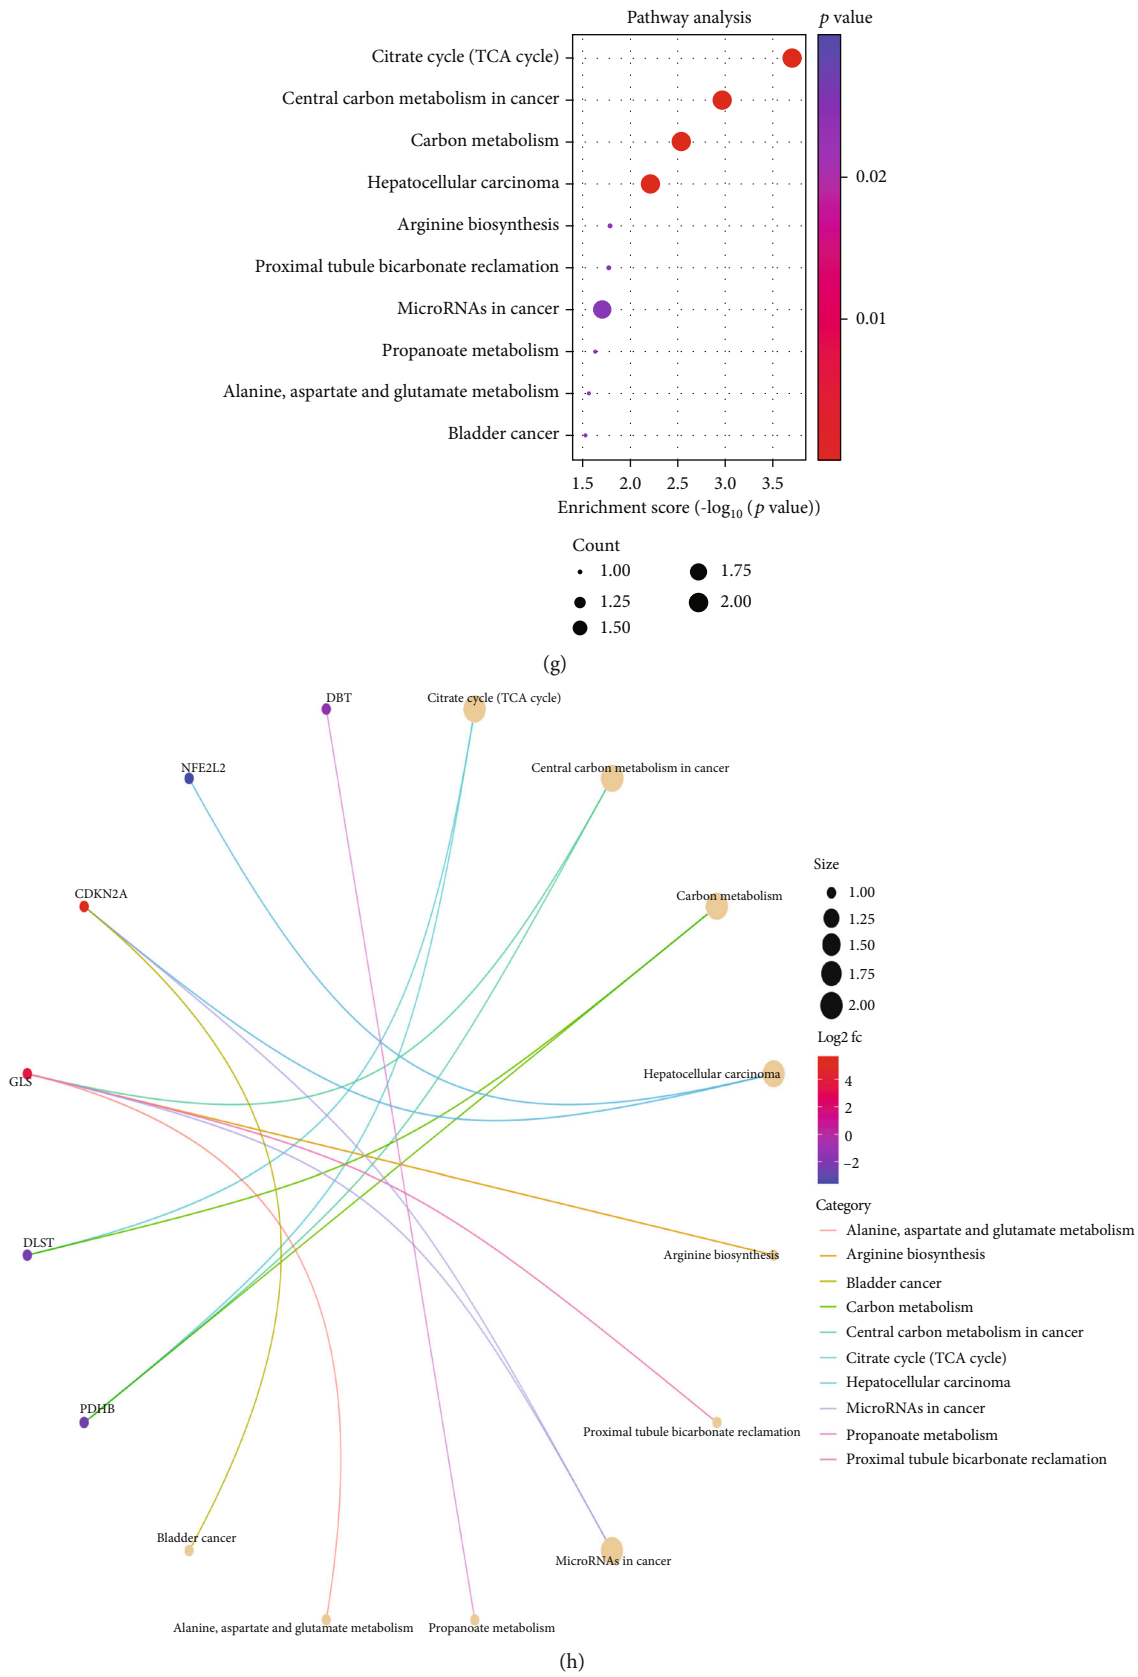 Pathway analysis
p value
Citrate cycle (TCA cycle)
Central carbon metabolism in cancer
Carbon metabolism
Hepatocellular carcinoma
Arginine biosynthesis
Proximal tubule bicarbonate reclamation
MicroRNAs in cancer
Propanoate metabolism
Alanine, aspartate and glutamate metabolism
Bladder cancer
0.02
0.01
1.5 2.0 2.5 3.0 3.5
Enrichment score (-log10 (p value))
Count
1.00 1.75
1.25 2.00
1.50
(g)
DBT
Citrate cycle (TCA cycle)
NFE2L2
Central carbon metabolism in cancer
CDKN2A
Carbon metabolism
GLS
Hepatocellular carcinoma
DLST
Arginine biosynthesis
PDHB
Proximal tubule bicarbonate reclamation
Bladder cancer
MicroRNAs in cancer
Alanine, aspartate and glutamate metabolism
Propanoate metabolism
Size
1.00
1.25
1.50
1.75
2.00
Log2 fc
4
2
0
−2
Category
Alanine, aspartate and glutamate metabolism
Arginine biosynthesis
Bladder cancer
Carbon metabolism
Central carbon metabolism in cancer
Citrate cycle (TCA cycle)
Hepatocellular carcinoma
MicroRNAs in cancer
Propanoate metabolism
Proximal tubule bicarbonate reclamation
(h)